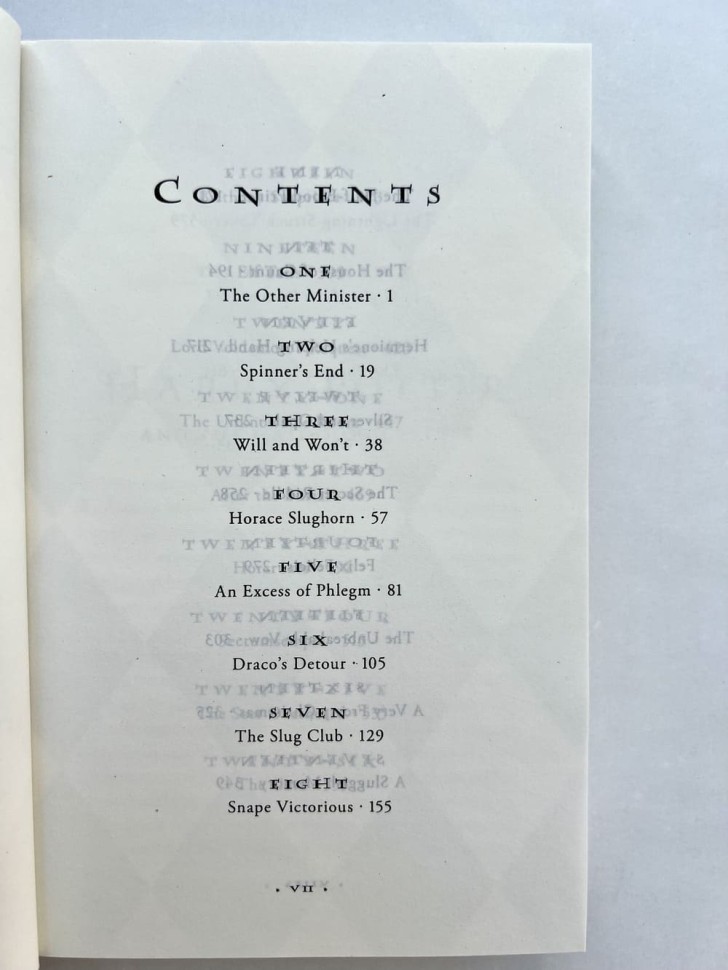 CONTENTS
ONE
The Other Minister · 1
TWO
Spinner's End · 19
THREE
Will and Won't · 38
FOUR
Horace Slughorn · 57
FIVE
An Excess of Phlegm · 81
SIX
Draco's Detour · 105
SEVEN
The Slug Club · 129
EIGHT
Snape Victorious · 155
· VII ·